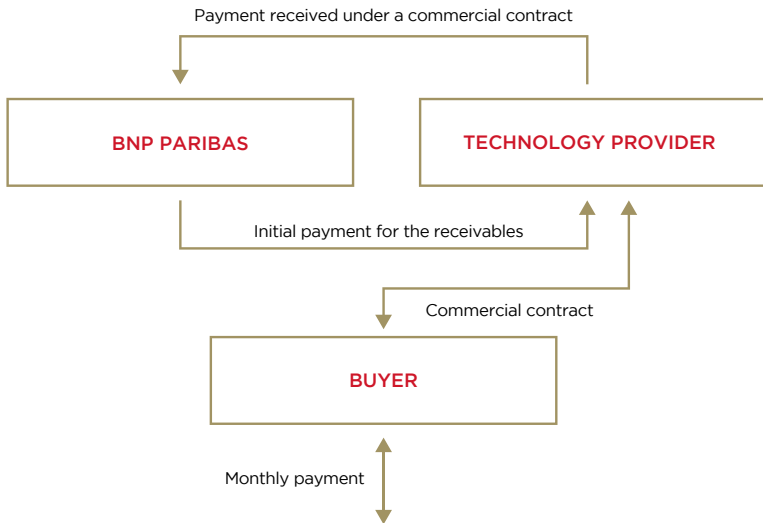 Payment received under a commercial contract
BNP PARIBAS
TECHNOLOGY PROVIDER
Initial payment for the receivables
Commercial contract
BUYER
Monthly payment